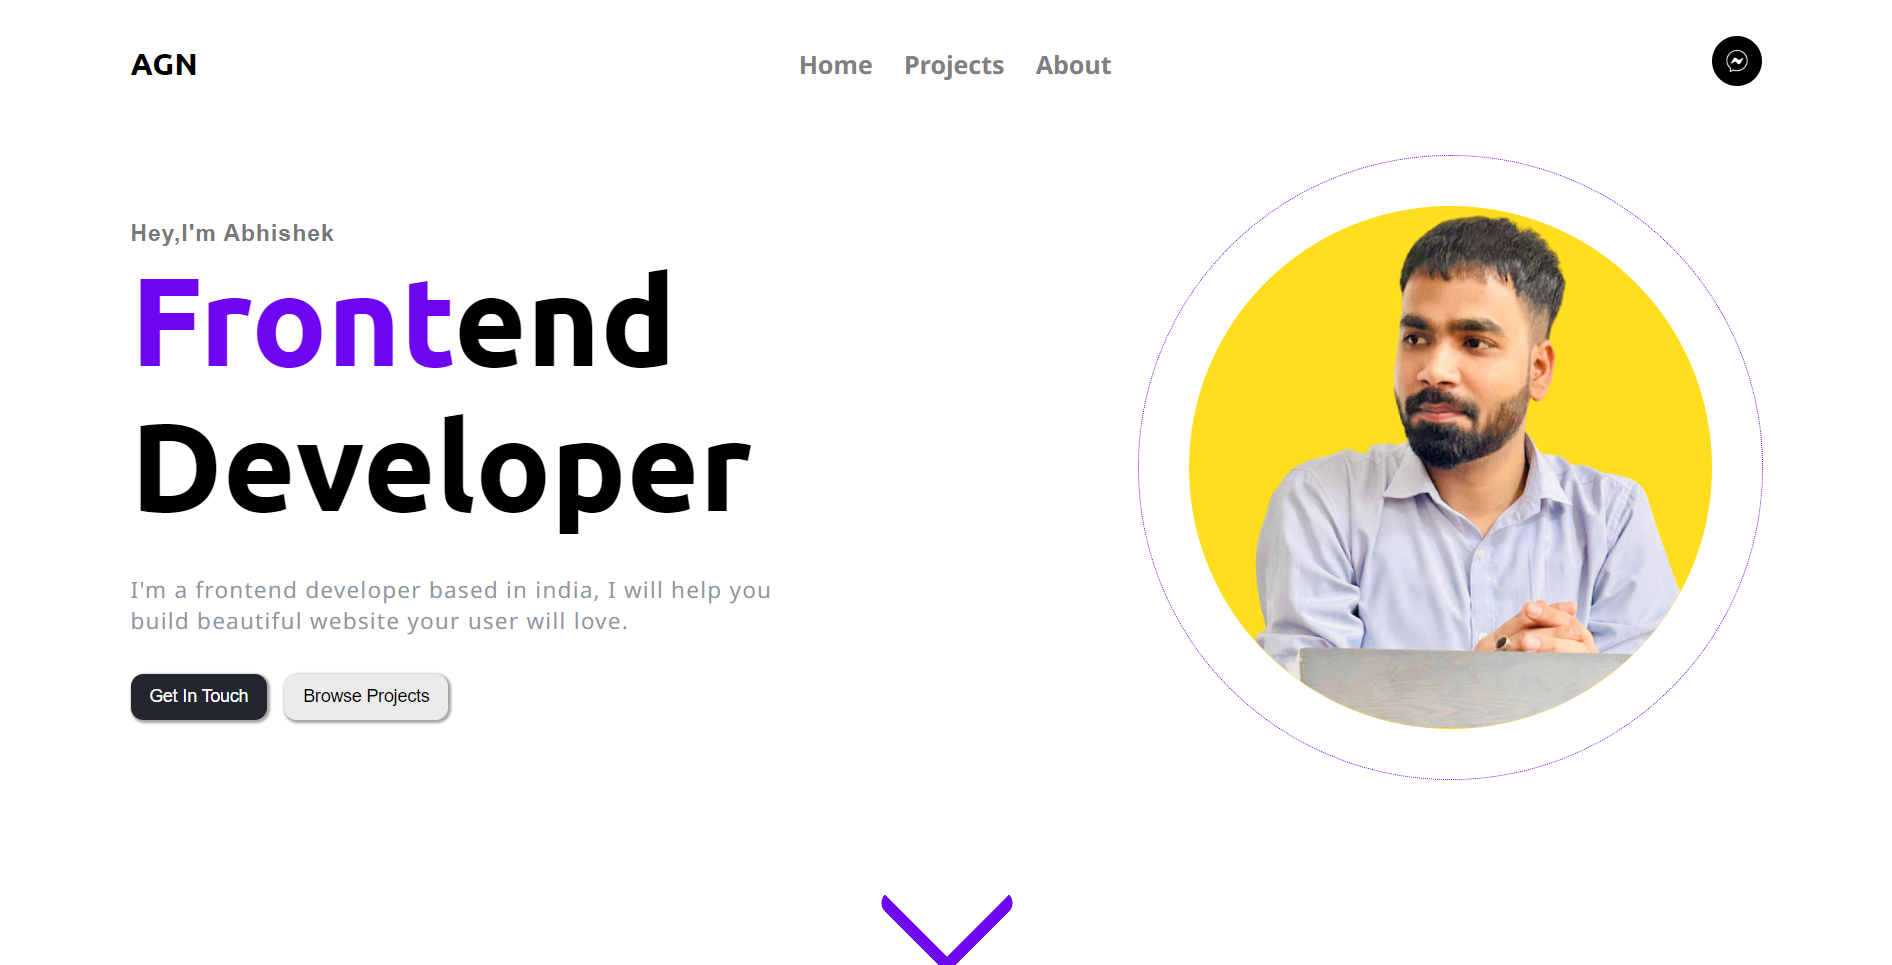 AGN
Home Projects About
Hey,I'm Abhishek
Frontend
Developer
I'm a frontend developer based in india, I will help you
build beautiful website your user will love.
Get In Touch Browse Projects